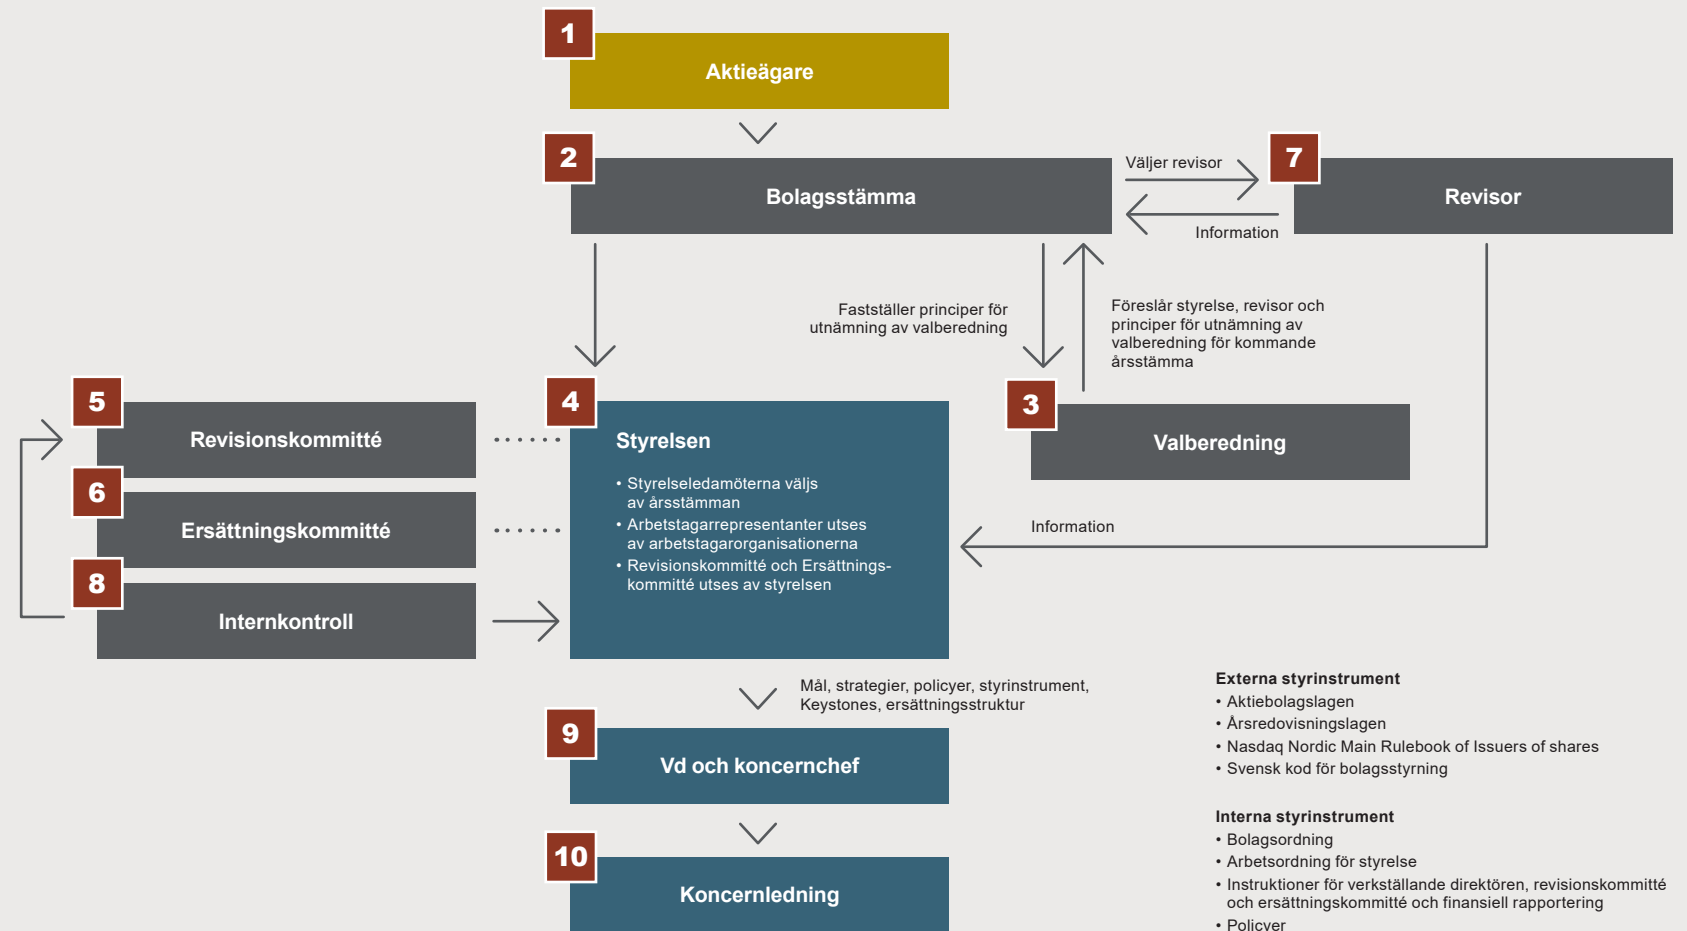 1
Aktieägare
2
Bolagsstämma
Väljer revisor
Information
7
Revisor
Fastställer principer för
utnämning av valberedning
Föreslår styrelse, revisor och
principer för utnämning av
valberedning för kommande
årsstämma
5
Revisionskommitté
6
Ersättningskommitté
8
Internkontroll
4
Styrelsen
• Styrelseledamöterna väljs
av årsstämman
• Arbetstagarrepresentanter utses
av arbetstagarorganisationerna
• Revisionskommitté och Ersättnings-
kommitté utses av styrelsen
3
Valberedning
Information
Mål, strategier, policyer, styrinstrument,
Keystones, ersättningsstruktur
9
Vd och koncernchef
10
Koncernledning
Externa styrinstrument
• Aktiebolagslagen
• Årsredovisningslagen
• Nasdaq Nordic Main Rulebook of Issuers of shares
• Svensk kod för bolagsstyrning
Interna styrinstrument
• Bolagsordning
• Arbetsordning för styrelse
• Instruktioner för verkställande direktören, revisionskommitté
och ersättningskommitté och finansiell rapportering
• Policyer